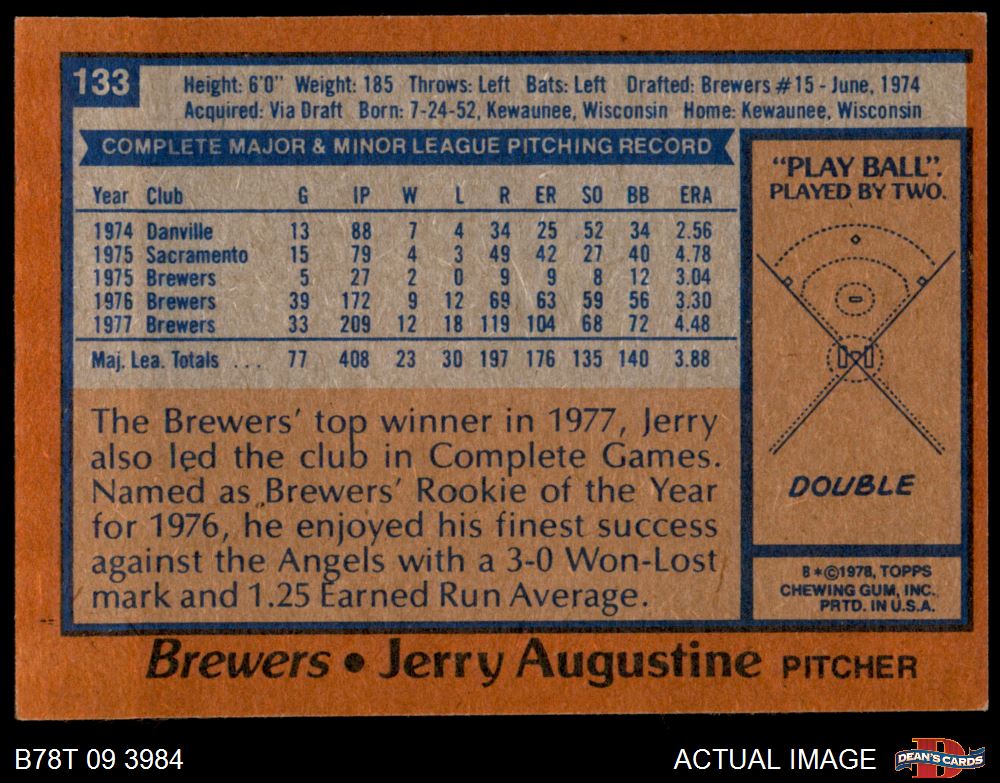 133
Height: 6'0" Weight: 185 Throws: Left Bats: Left Drafted: Brewers #15 - June, 1974
Acquired: Via Draft Born: 7-24-52, Kewaunee, Wisconsin Home: Kewaunee, Wisconsin
COMPLETE MAJOR & MINOR LEAGUE PITCHING RECORD
Year Club G IP W L R ER SO BB ERA
1974 Danville 13 88 7 4 34 25 52 34 2.56
1975 Sacramento 15 79 4 3 49 42 27 40 4.78
1975 Brewers 5 27 2 0 9 9 8 12 3.04
1976 Brewers 39 172 9 12 69 63 59 56 3.30
1977 Brewers 33 209 12 18 119 104 68 72 4.48
Maj. Lea. Totals ... 77 408 23 30 197 176 135 140 3.88
The Brewers' top winner in 1977, Jerry
also led the club in Complete Games.
Named as Brewers' Rookie of the Year
for 1976, he enjoyed his finest success
against the Angels with a 3-0 Won-Lost
mark and 1.25 Earned Run Average.
"PLAY BALL".
PLAYED BY TWO.
DOUBLE
B*©1978, TOPPS
CHEWING GUM, INC.
PRTD. IN U.S.A.
Brewers • Jerry Augustine PITCHER
B78T 09 3984
ACTUAL IMAGE
D
DEAN'S CARDS